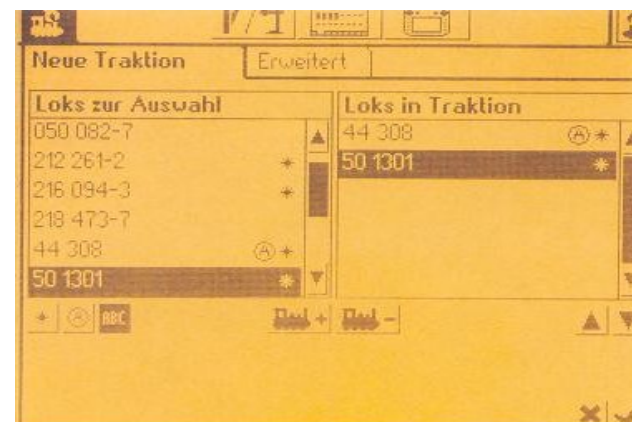 Neue Traktion
Erweitert
Loks zur Auswahl
050 082-7
212 261-2
216 094-3
218 473-7
44 308
50 1301
ABC
Loks in Traktion
44 308
50 1301